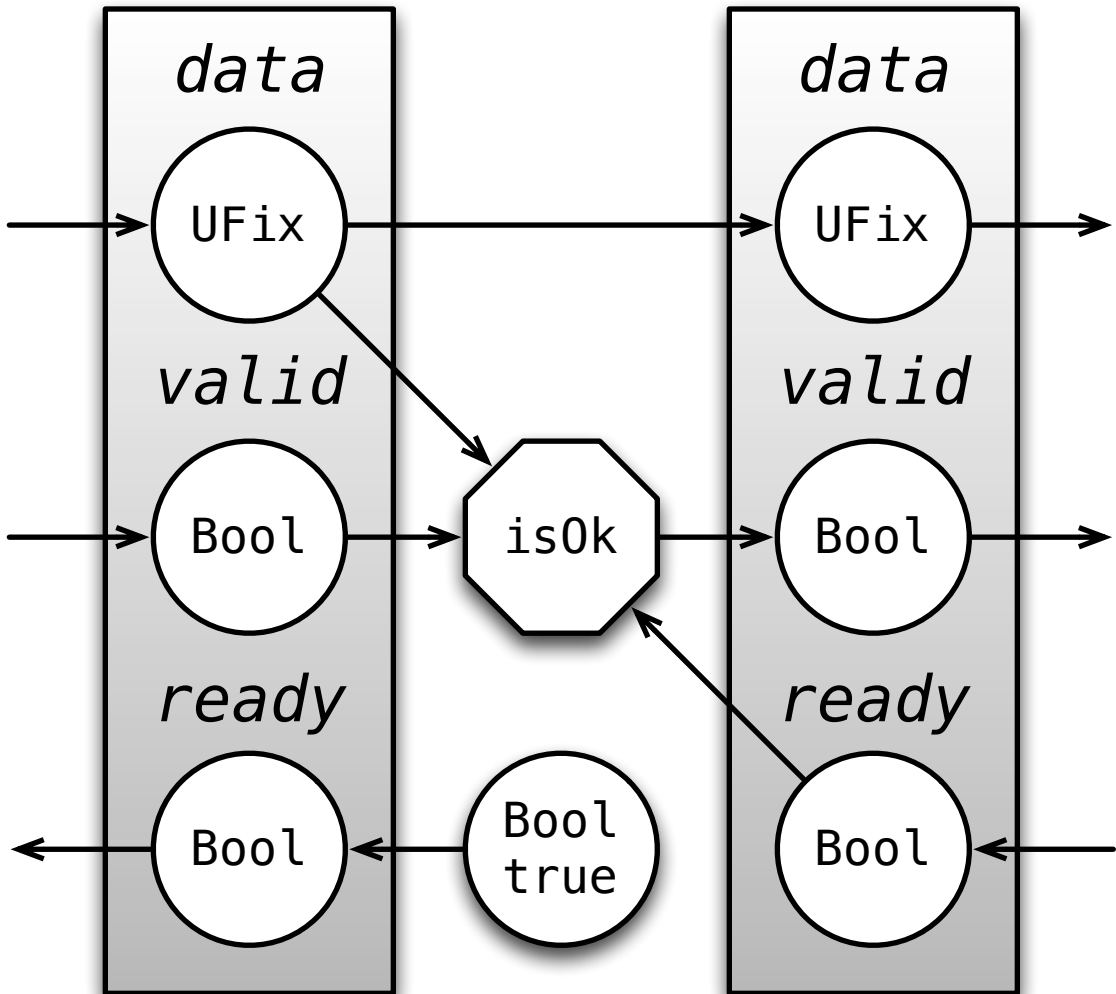 data
data
UFix
UFix
valid
valid
Bool
isOk
Bool
ready
ready
Bool
Bool
true
Bool